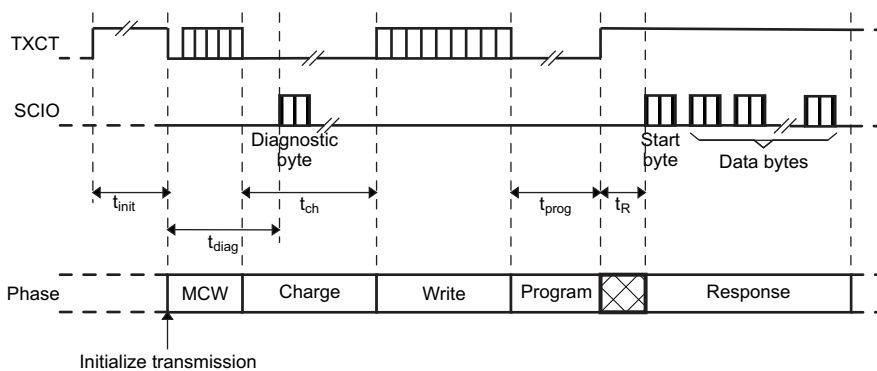 TXCT
SCIO
Diagnostic
byte
Start
byte
Data bytes
t_init
t_ch
t_prog
t_R
t_diag
Phase
MCW
Charge
Write
Program
Response
Initialize transmission